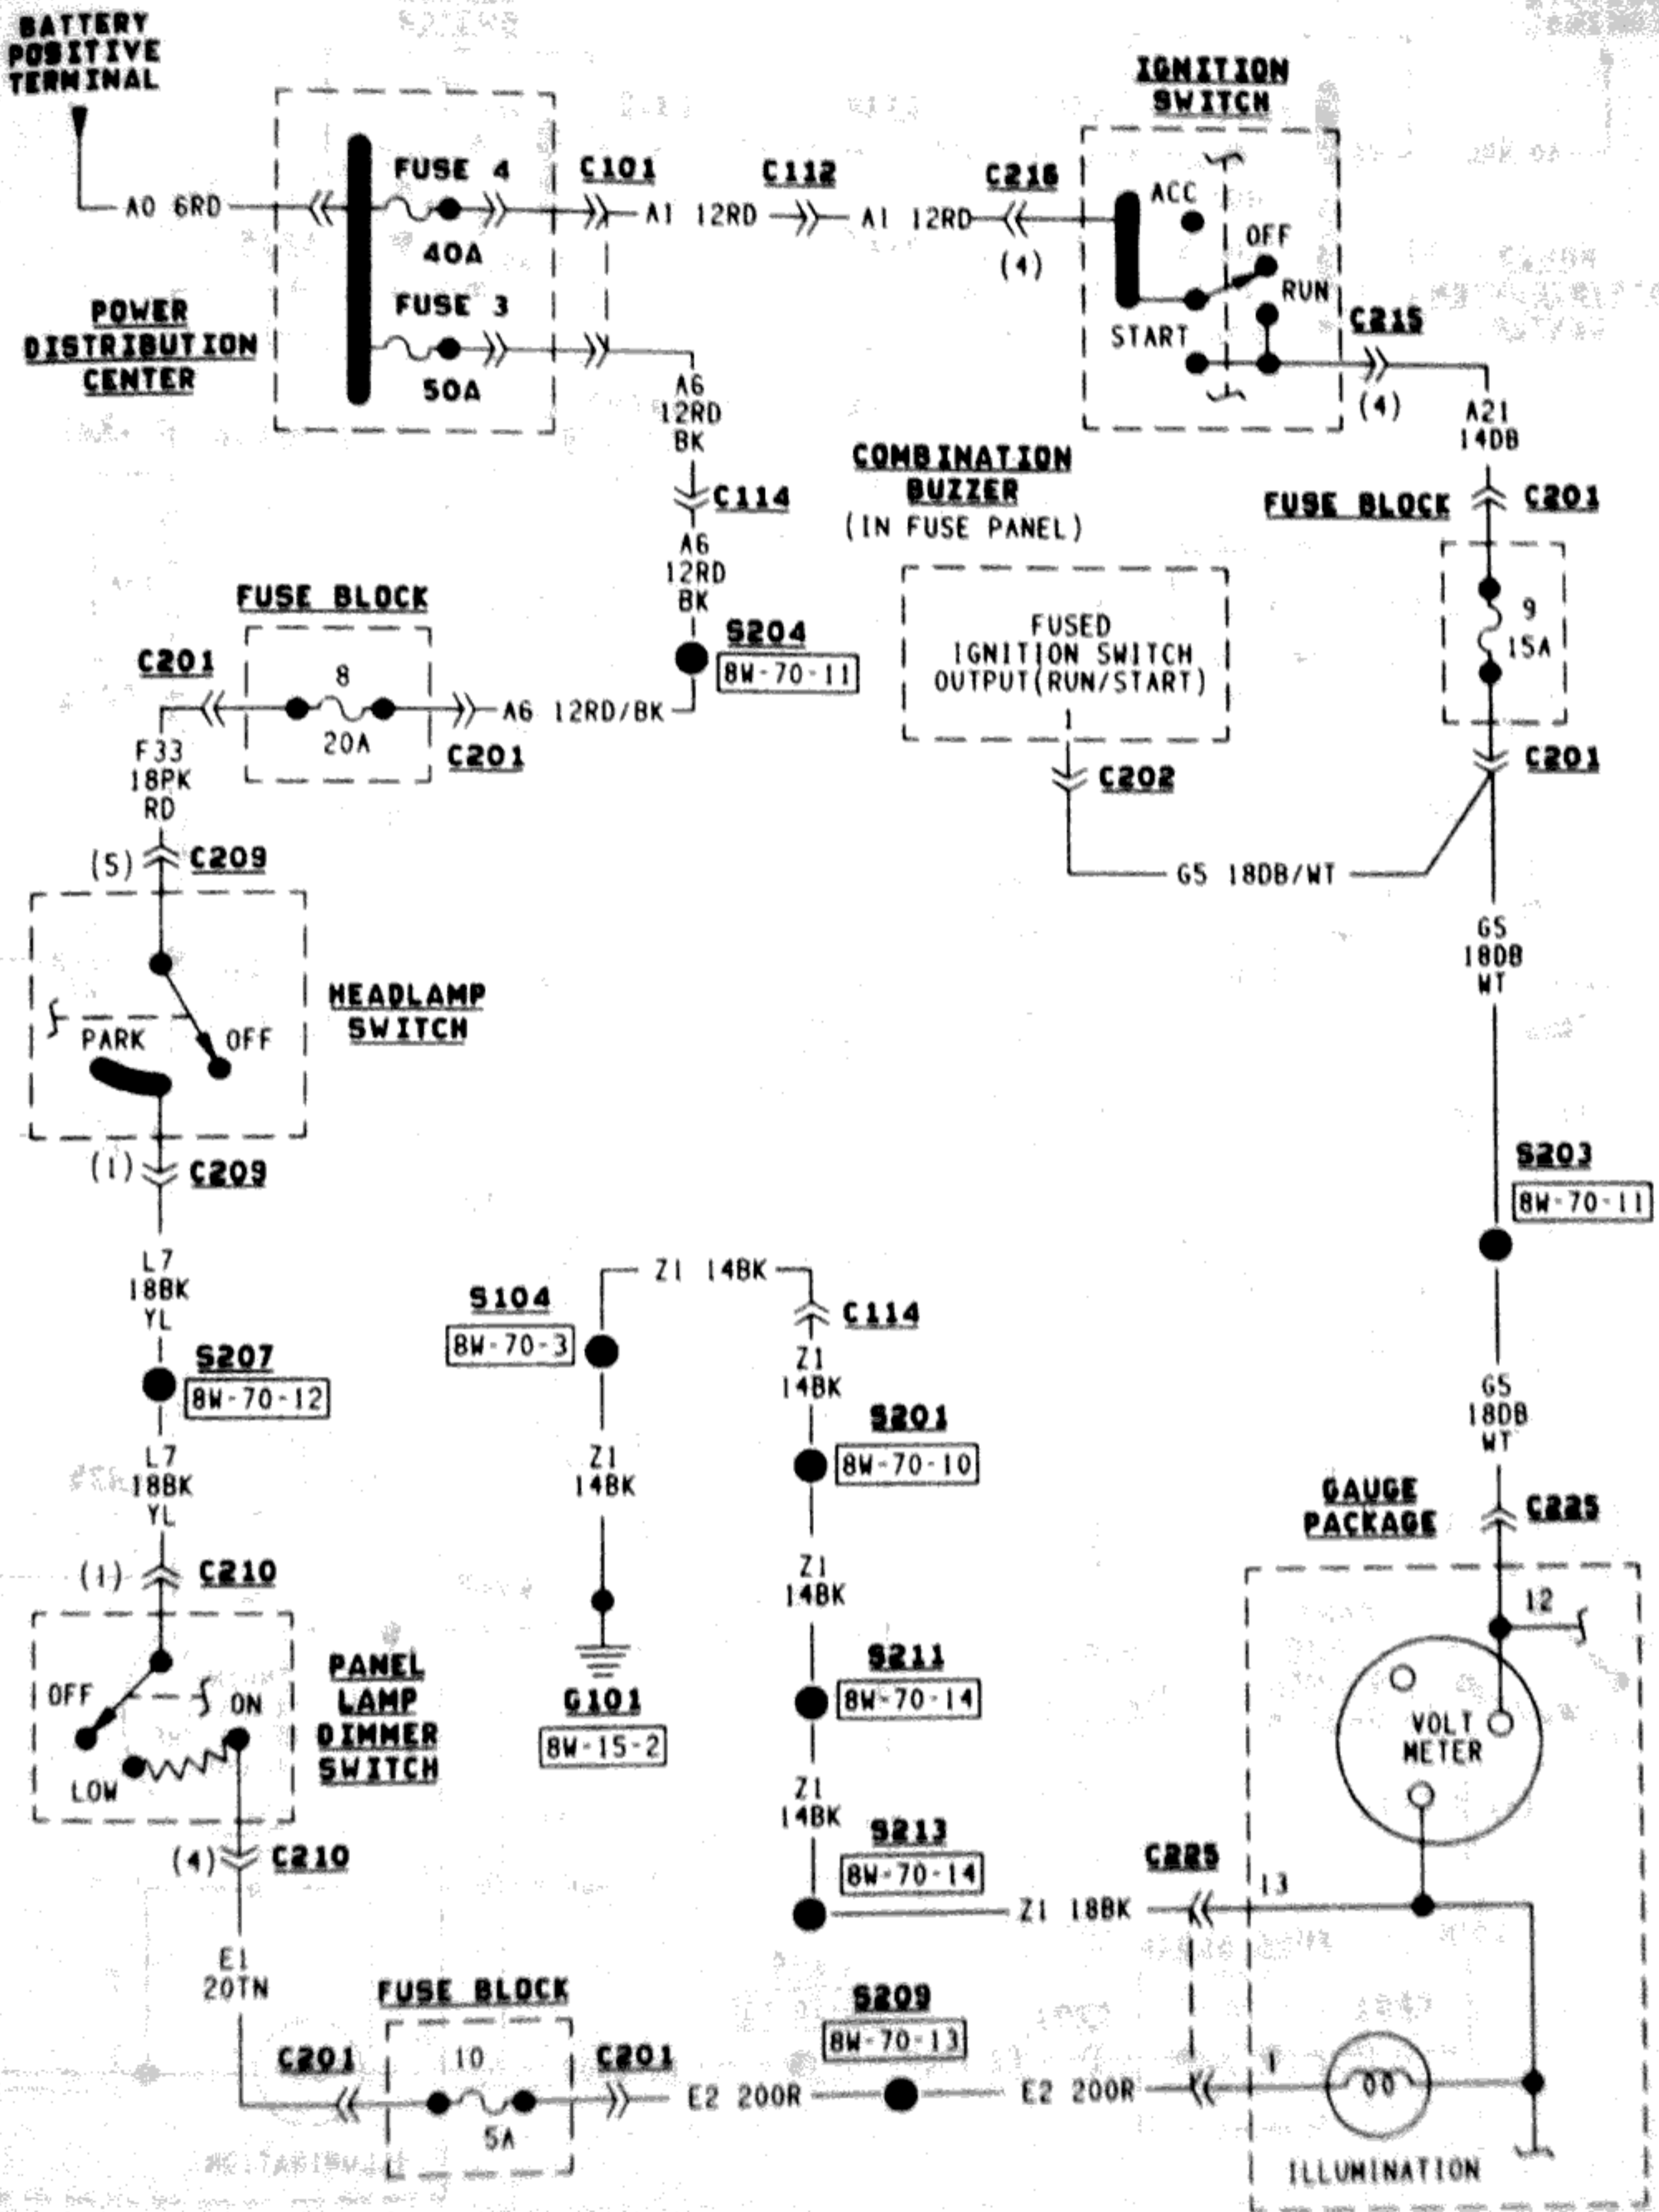 BATTERY
POSITIVE
TERMINAL
IGNITION
SWITCH
FUSE 4
C101
C112
C216
ACC
A0 6RD
A1 12RD
A1 12RD
OFF
40A
(4)
RUN
FUSE 3
POWER
DISTRIBUTION
CENTER
START
C215
50A
(4)
A6
12RD
BK
A21
14DB
COMBINATION
BUZZER
(IN FUSE PANEL)
C114
FUSE BLOCK
C201
A6
12RD
BK
FUSE BLOCK
S204
8W-70-11
FUSED
IGNITION SWITCH
OUTPUT(RUN/START)
1
9
15A
C201
8
20A
A6 12RD/BK
C201
C202
C201
F33
18PK
RD
G5 18DB/WT
(5)
C209
G5
18DB
WT
HEADLAMP
SWITCH
PARK
OFF
(1)
C209
S203
8W-70-11
L7
18BK
YL
Z1 14BK
S104
8W-70-3
C114
Z1
14BK
S207
8W-70-12
G5
18DB
WT
S201
8W-70-10
L7
18BK
YL
Z1
14BK
GAUGE
PACKAGE
C225
(1)
C210
Z1
14BK
12
OFF
ON
LOW
PANEL
LAMP
DIMMER
SWITCH
G101
8W-15-2
S211
8W-70-14
VOLT
METER
Z1
14BK
(4)
C210
S213
8W-70-14
C225
13
Z1 18BK
E1
20TN
FUSE BLOCK
S209
8W-70-13
C201
10
C201
1
E2 20OR
E2 20OR
5A
ILLUMINATION